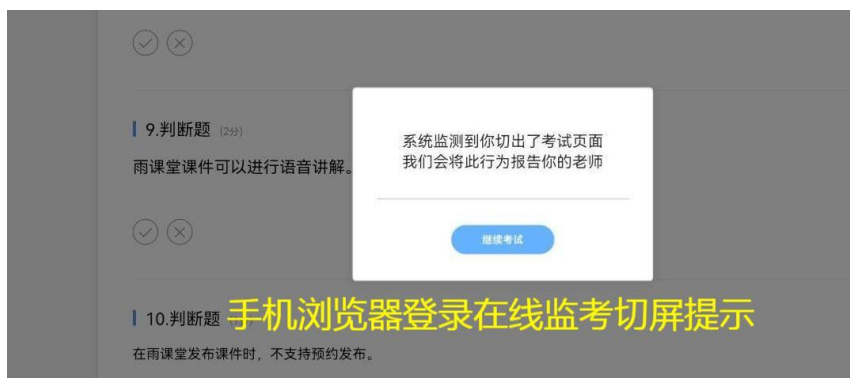 9.判断题 (2分)
雨课堂课件可以进行语音讲解。
系统监测到你切出了考试页面
我们会将此行为报告你的老师
继续考试
10.判断题
手机浏览器登录在线监考切屏提示
在雨课堂发布课件时，不支持预约发布。